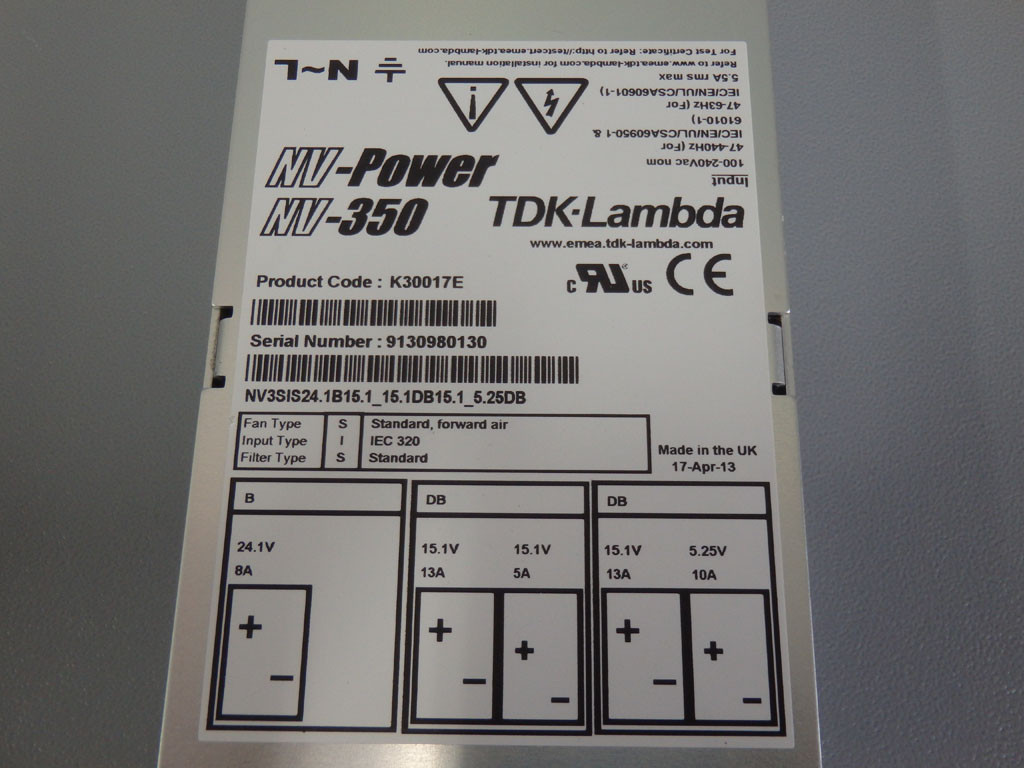 For Test Certificate: Refer to http://testcert.emea.tdk-lambda.com
Refer to www.emea.tdk-lambda.com for installation manual.
5.5A rms max
IEC/EN/UL/CSA60601-1)
47-63Hz (For
61010-1)
IEC/EN/UL/CSA60950-1 &
47-440Hz (For
100-240Vac nom
Input
N~L
NV-Power
NV-350
TDK-Lambda
www.emea.tdk-lambda.com
c RU US CE
Product Code : K30017E
Serial Number : 9130980130
NV3SIS24.1B15.1_15.1DB15.1_5.25DB
Fan Type S Standard, forward air
Input Type I IEC 320
Filter Type S Standard
Made in the UK
17-Apr-13
B
24.1V
8A
+
-
DB
15.1V 15.1V
13A 5A
+ +
- -
DB
15.1V 5.25V
13A 10A
+ +
- -